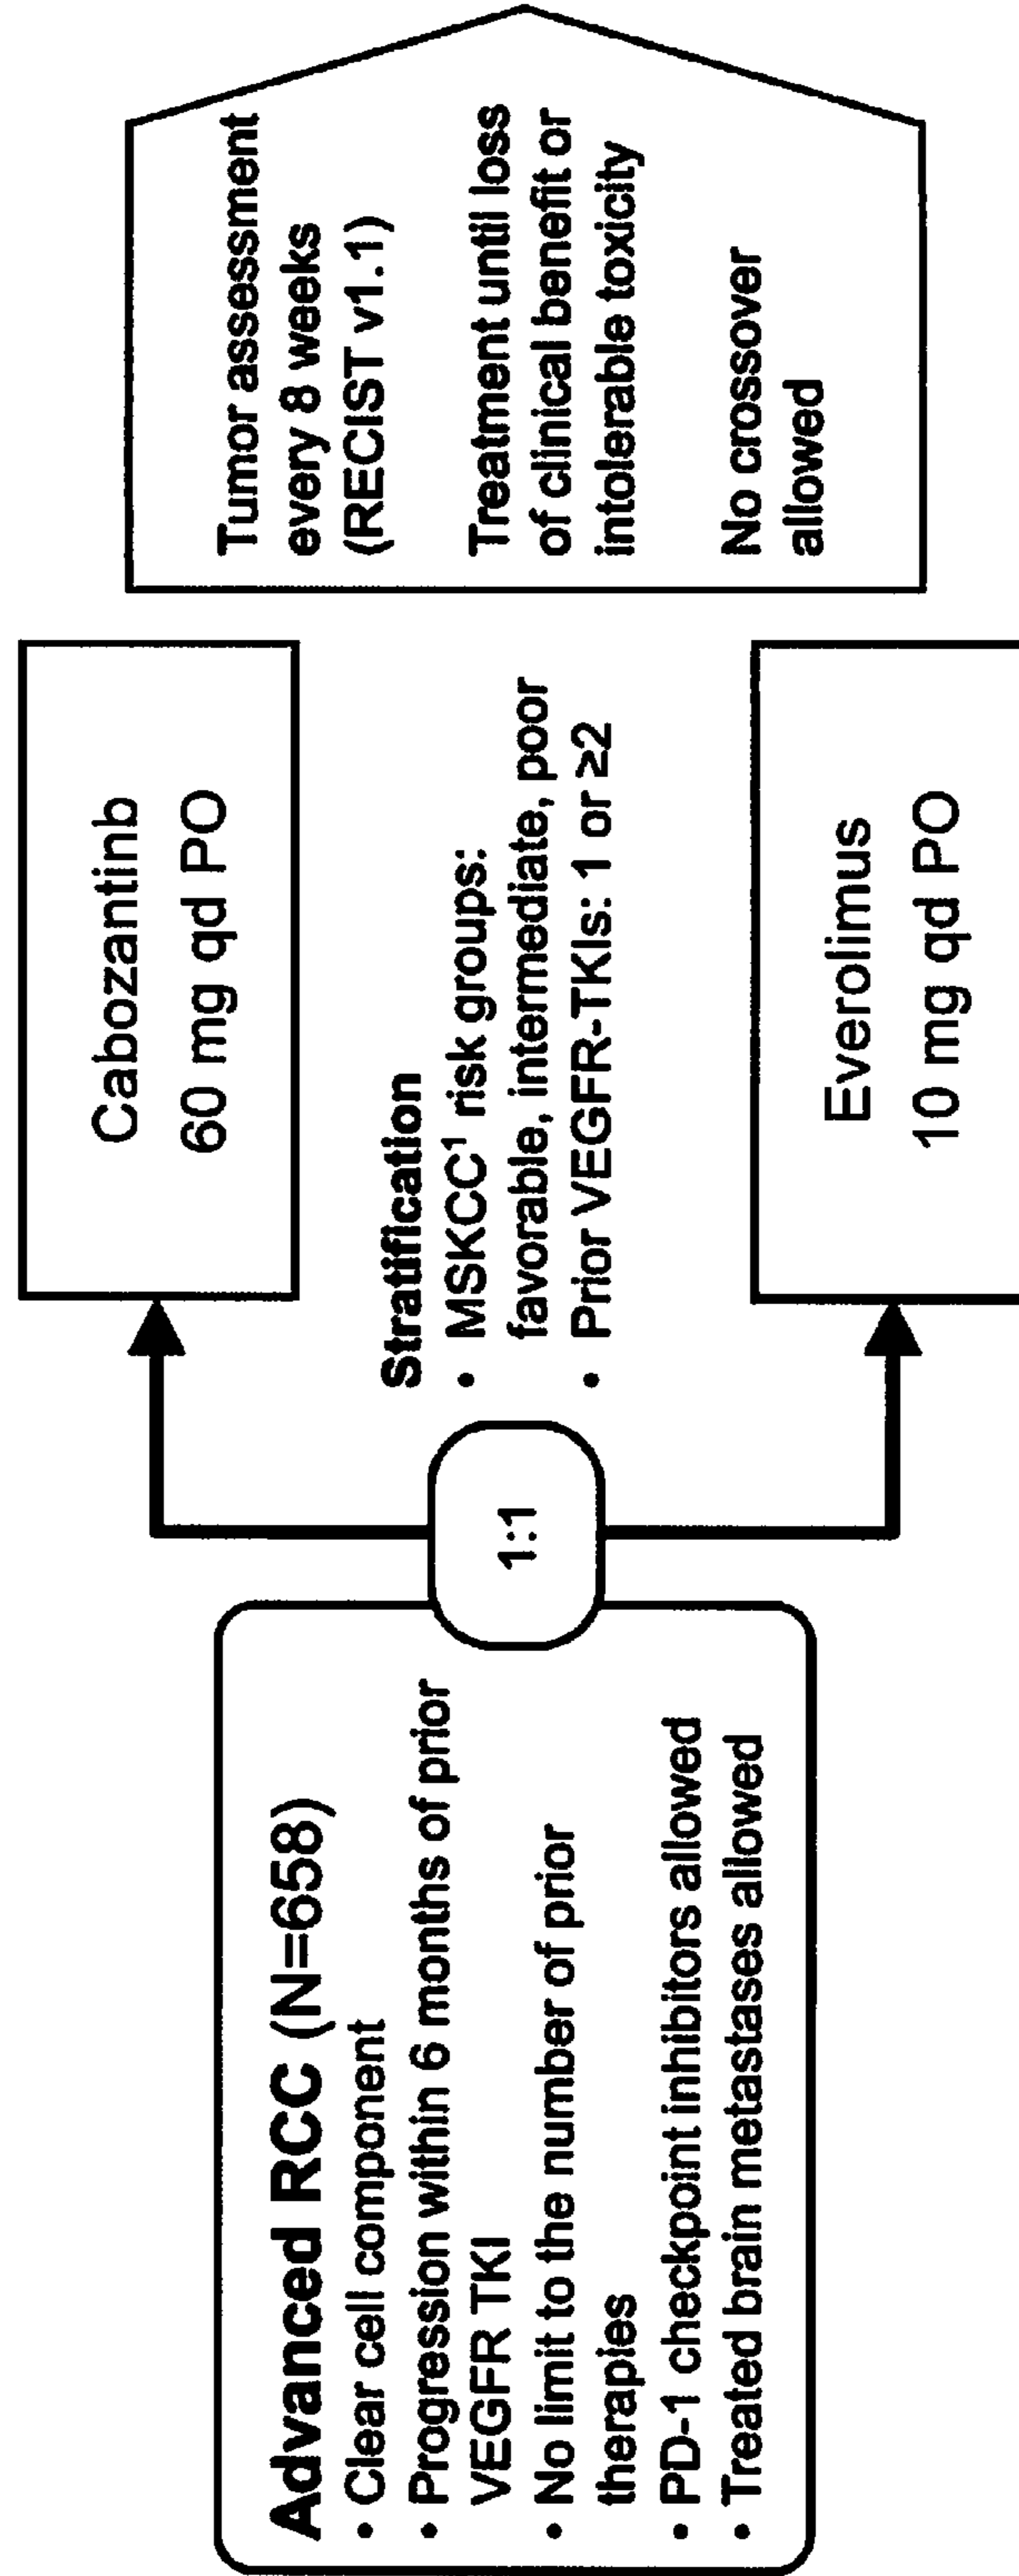 Advanced RCC (N=658)
• Clear cell component
• Progression within 6 months of prior
VEGFR TKI
• No limit to the number of prior
therapies
• PD-1 checkpoint inhibitors allowed
• Treated brain metastases allowed
1:1
Cabozantinb
60 mg qd PO
Stratification
• MSKCC¹ risk groups:
favorable, intermediate, poor
• Prior VEGFR-TKIs: 1 or ≥2
Everolimus
10 mg qd PO
Tumor assessment
every 8 weeks
(RECIST v1.1)
Treatment until loss
of clinical benefit or
intolerable toxicity
No crossover
allowed